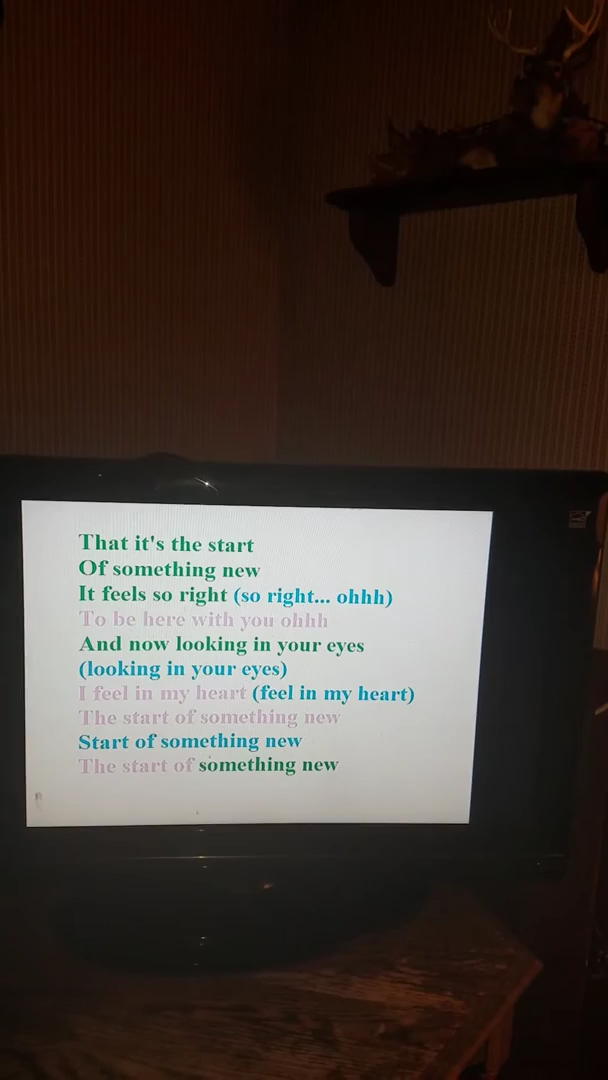 That it's the start
Of something new
It feels so right (so right... ohhh)
To be here with you ohhh
And now looking in your eyes
(looking in your eyes)
I feel in my heart (feel in my heart)
The start of something new
Start of something new
The start of something new